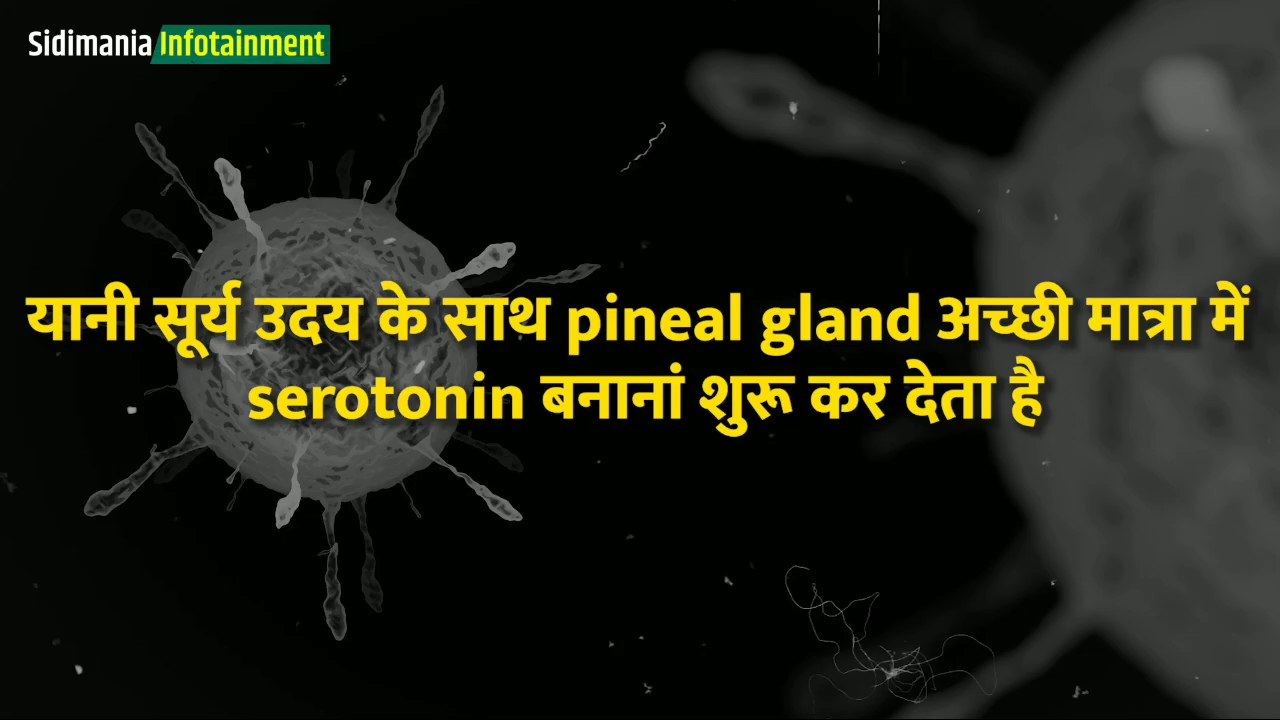 Sidimania Infotainment
यानी सूर्य उदय के साथ pineal gland अच्छी मात्रा में
serotonin बनानां शुरू कर देता है